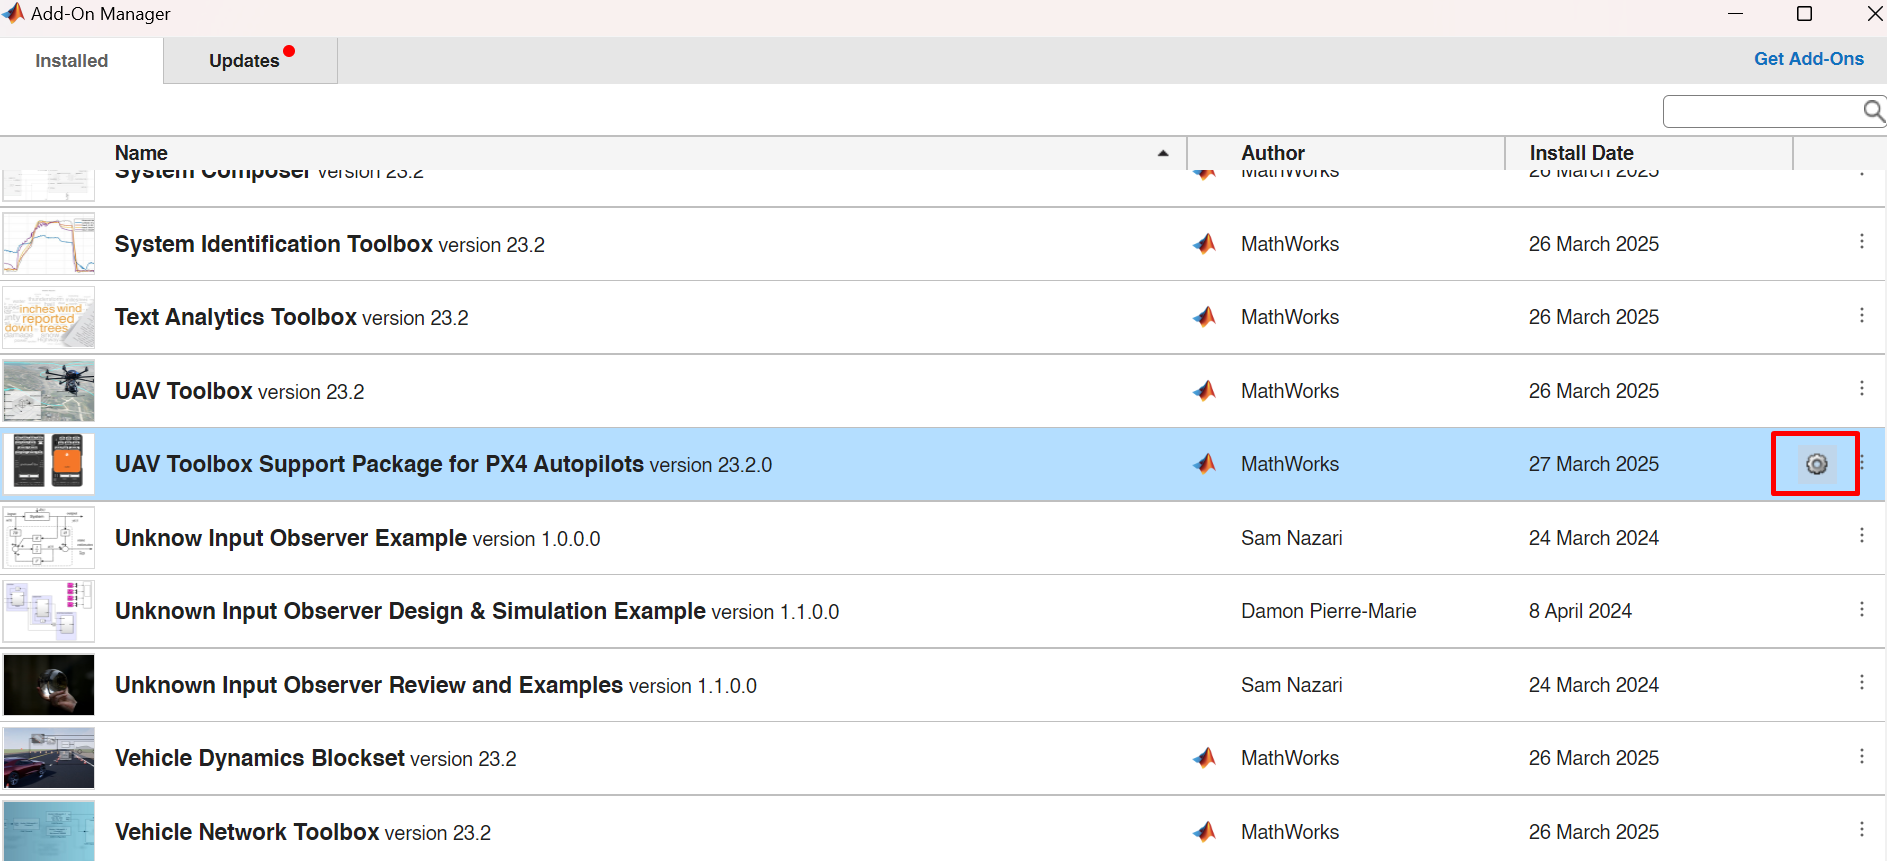 Add-On Manager
Installed Updates Get Add-Ons
Name Author Install Date
System Composer version 23.2 MathWorks 26 March 2025
System Identification Toolbox version 23.2 MathWorks 26 March 2025
inches wind
reported
down trees
Text Analytics Toolbox version 23.2 MathWorks 26 March 2025
UAV Toolbox version 23.2 MathWorks 26 March 2025
UAV Toolbox Support Package for PX4 Autopilots version 23.2.0 MathWorks 27 March 2025
Unknow Input Observer Example version 1.0.0.0 Sam Nazari 24 March 2024
Unknown Input Observer Design & Simulation Example version 1.1.0.0 Damon Pierre-Marie 8 April 2024
Unknown Input Observer Review and Examples version 1.1.0.0 Sam Nazari 24 March 2024
Vehicle Dynamics Blockset version 23.2 MathWorks 26 March 2025
Vehicle Network Toolbox version 23.2 MathWorks 26 March 2025